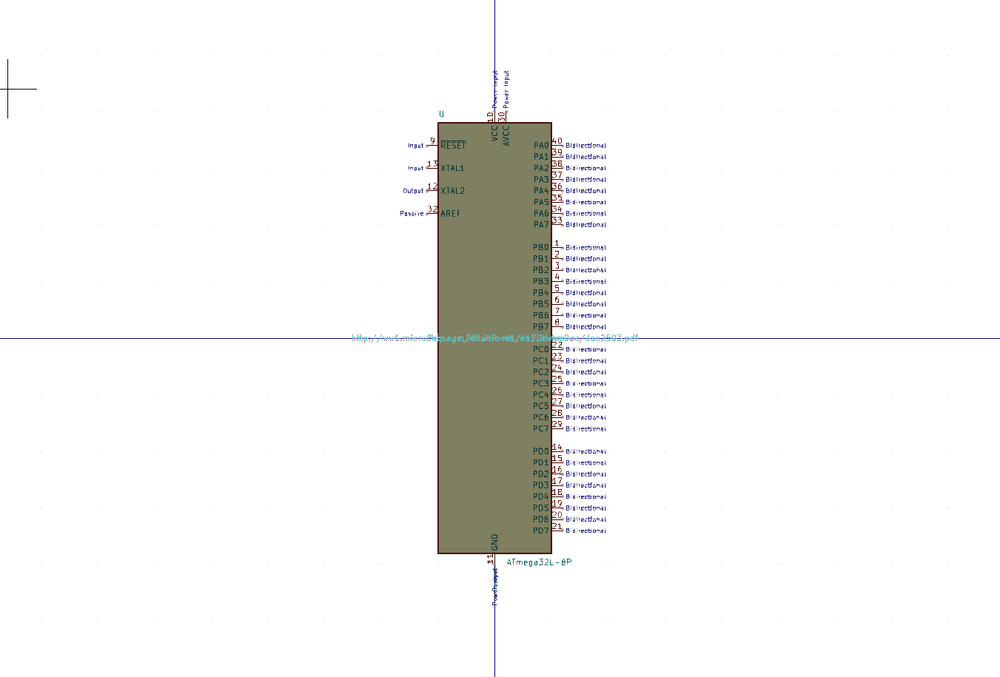 Power Input
Power Input
U
10
30
VCC
AVCC
Input 9 RESET
PA0 40 Bidirectional
PA1 39 Bidirectional
Input 13 XTAL1
PA2 38 Bidirectional
PA3 37 Bidirectional
Output 12 XTAL2
PA4 36 Bidirectional
PA5 35 Bidirectional
Passive 32 AREF
PA6 34 Bidirectional
PA7 33 Bidirectional
PB0 1 Bidirectional
PB1 2 Bidirectional
PB2 3 Bidirectional
PB3 4 Bidirectional
PB4 5 Bidirectional
PB5 6 Bidirectional
PB6 7 Bidirectional
PB7 8 Bidirectional
PC0 22 Bidirectional
PC1 23 Bidirectional
PC2 24 Bidirectional
PC3 25 Bidirectional
PC4 26 Bidirectional
PC5 27 Bidirectional
PC6 28 Bidirectional
PC7 29 Bidirectional
PD0 14 Bidirectional
PD1 15 Bidirectional
PD2 16 Bidirectional
PD3 17 Bidirectional
PD4 18 Bidirectional
PD5 19 Bidirectional
PD6 20 Bidirectional
PD7 21 Bidirectional
GND
11
ATmega32L-8P